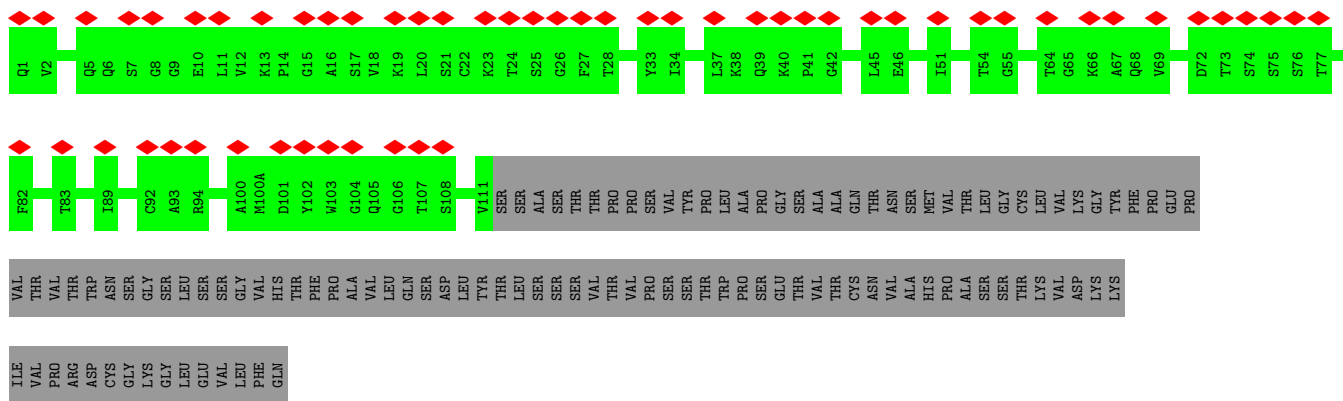 Q1 V2 Q5 Q6 S7 G8 G9 E10 L11 V12 K13 P14 G15 A16 S17 V18 K19 L20 S21 C22 K23 T24 S25 G26 F27 T28 Y33 I34 L37 K38 Q39 K40 P41 G42 L45 E46 I51 T54 G55 T64 G65 K66 A67 Q68 V69 D72 T73 S74 S75 S76 T77
F82 T83 I89 C92 A93 R94 A100 M100A D101 Y102 W103 G104 Q105 G106 T107 S108 V111 SER SER ALA SER THR THR PRO PRO SER VAL TYR PRO LEU ALA PRO GLY SER ALA ALA GLN THR ASN SER MET VAL THR LEU GLY CYS LEU VAL LYS GLY TYR PHE PRO GLU PRO
VAL THR VAL THR TRP ASN SER GLY SER LEU SER SER GLY VAL HIS THR PHE PRO ALA VAL LEU GLN SER ASP LEU TYR THR LEU SER SER SER VAL THR VAL PRO SER SER THR TRP PRO SER GLU THR VAL THR CYS ASN VAL ALA HIS PRO ALA SER SER THR LYS VAL ASP LYS LYS
ILE VAL PRO ARG ASP CYS GLY LYS GLY LEU GLU VAL LEU PHE GLN